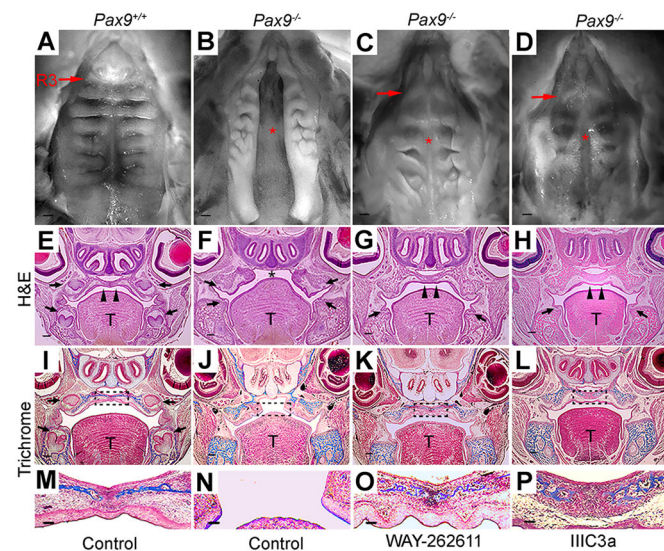 Pax9+/+ Pax9-/- Pax9-/- Pax9-/-
A B C D
R3
* * *
H&E
E F G H
*
T T T T
Trichrome
I J K L
T T T T
M N O P
Control Control WAY-262611 IIIC3a